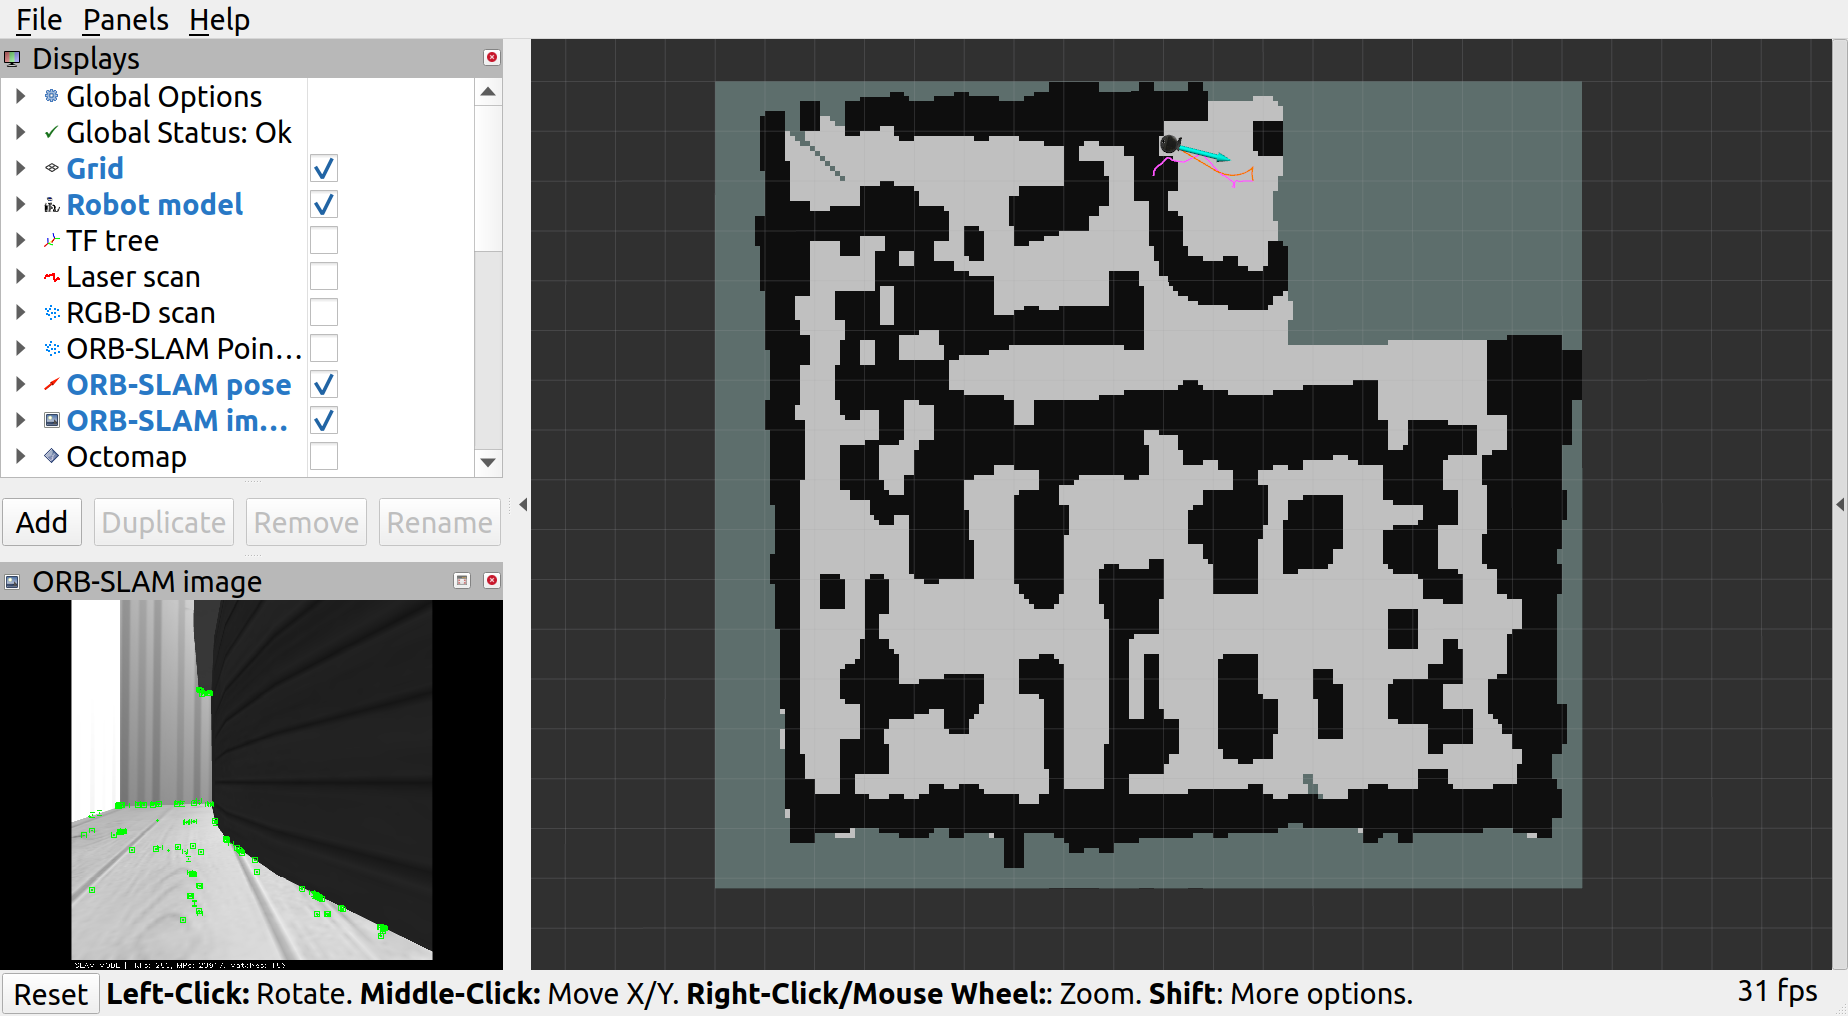 File Panels Help
Displays
Global Options
Global Status: Ok
Grid
Robot model
TF tree
Laser scan
RGB-D scan
ORB-SLAM Poin...
ORB-SLAM pose
ORB-SLAM im...
Octomap
Add Duplicate Remove Rename
ORB-SLAM image
SLAM MODE |
Reset Left-Click: Rotate. Middle-Click: Move X/Y. Right-Click/Mouse Wheel:: Zoom. Shift: More options. 31 fps